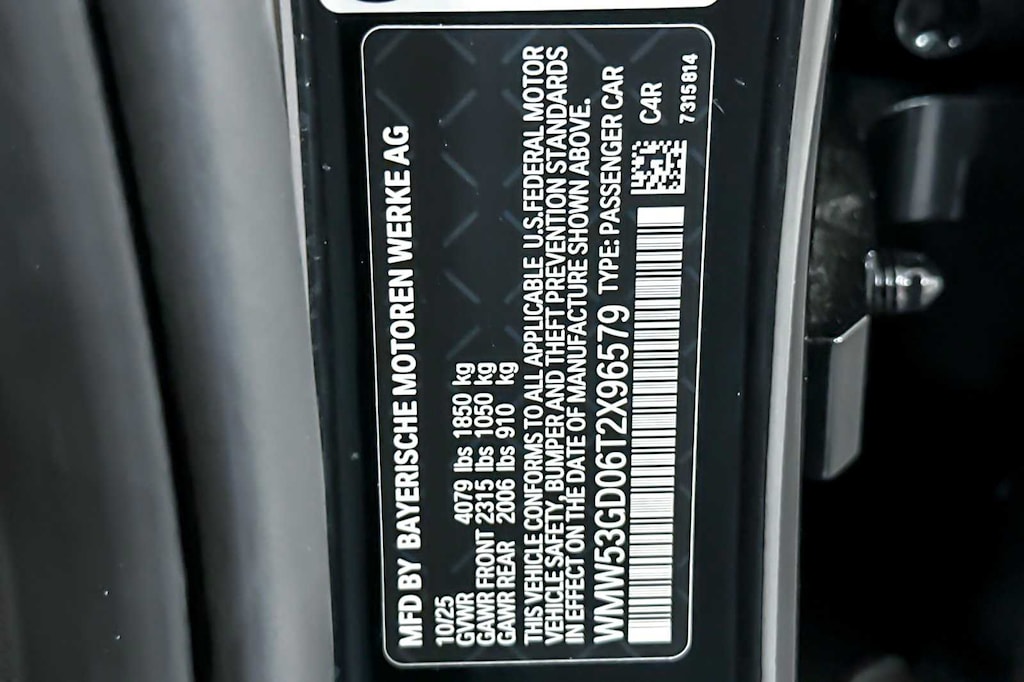 MFD BY BAYERISCHE MOTOREN WERKE AG
10/25
GVWR 4079 lbs 1850 kg
GAWR FRONT 2315 lbs 1050 kg
GAWR REAR 2006 lbs 910 kg
THIS VEHICLE CONFORMS TO ALL APPLICABLE U.S.FEDERAL MOTOR
VEHICLE SAFETY, BUMPER AND THEFT PREVENTION STANDARDS
IN EFFECT ON THE DATE OF MANUFACTURE SHOWN ABOVE.
WMW53GD06T2X96579 TYPE: PASSENGER CAR
C4R
7315814